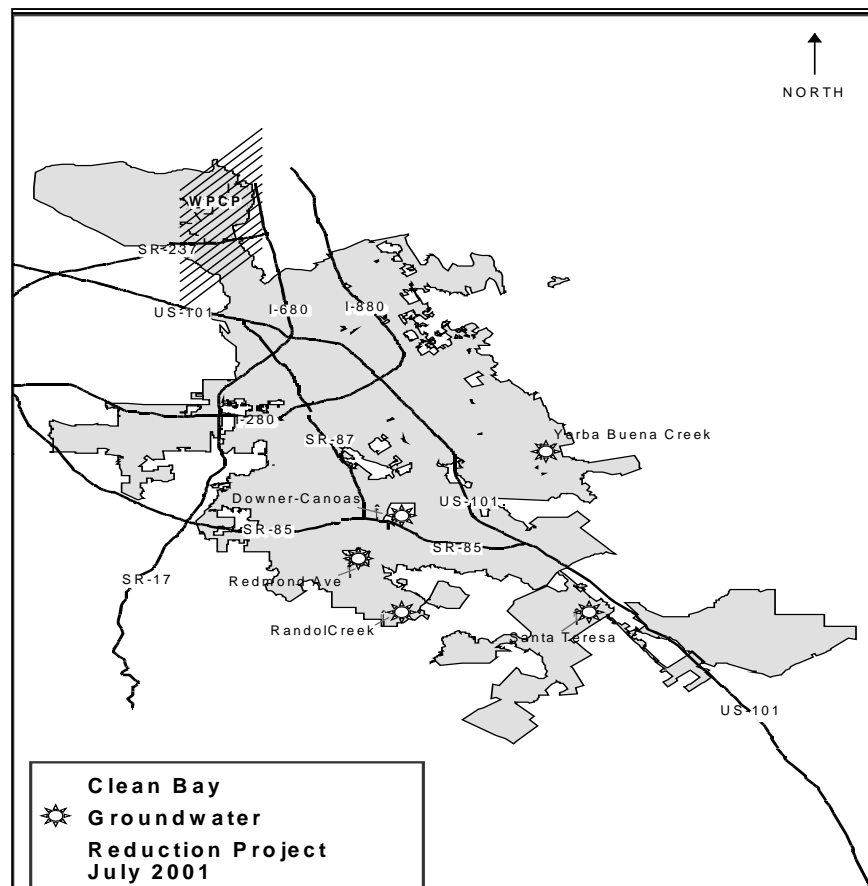 NORTH
WPCP
SR-237
US-101
I-680
I-880
I-280
SR-87
Yerba Buena Creek
Downer-Canoas
US-101
SR-85
SR-85
SR-17
Redmond Ave
RandolCreek
Santa Teresa
US-101
Clean Bay
Groundwater
Reduction Project
July 2001